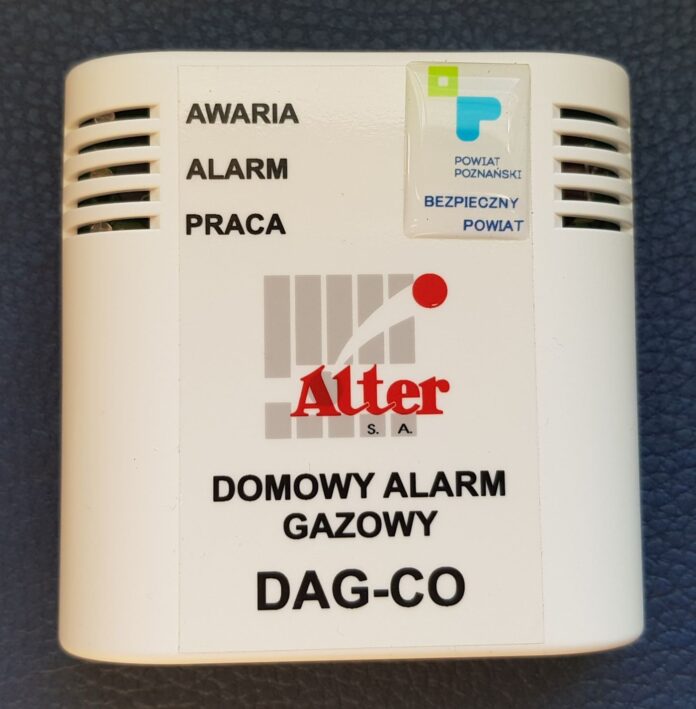 AWARIA
ALARM
PRACA
POWIAT
POZNAŃSKI
BEZPIECZNY
POWIAT
Alter
S. A.
DOMOWY ALARM
GAZOWY
DAG-CO